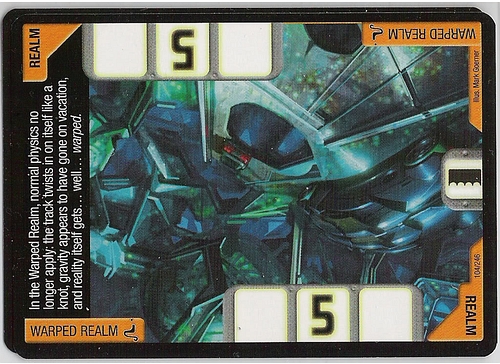 REALM
5
WARPED REALM
Illus. Mark Goerner
In the Warped Realm, normal physics no
longer apply: the track twists in on itself like a
knot, gravity appears to have gone on vacation,
and reality itself gets... well... warped.
WARPED REALM
5
104/246
REALM